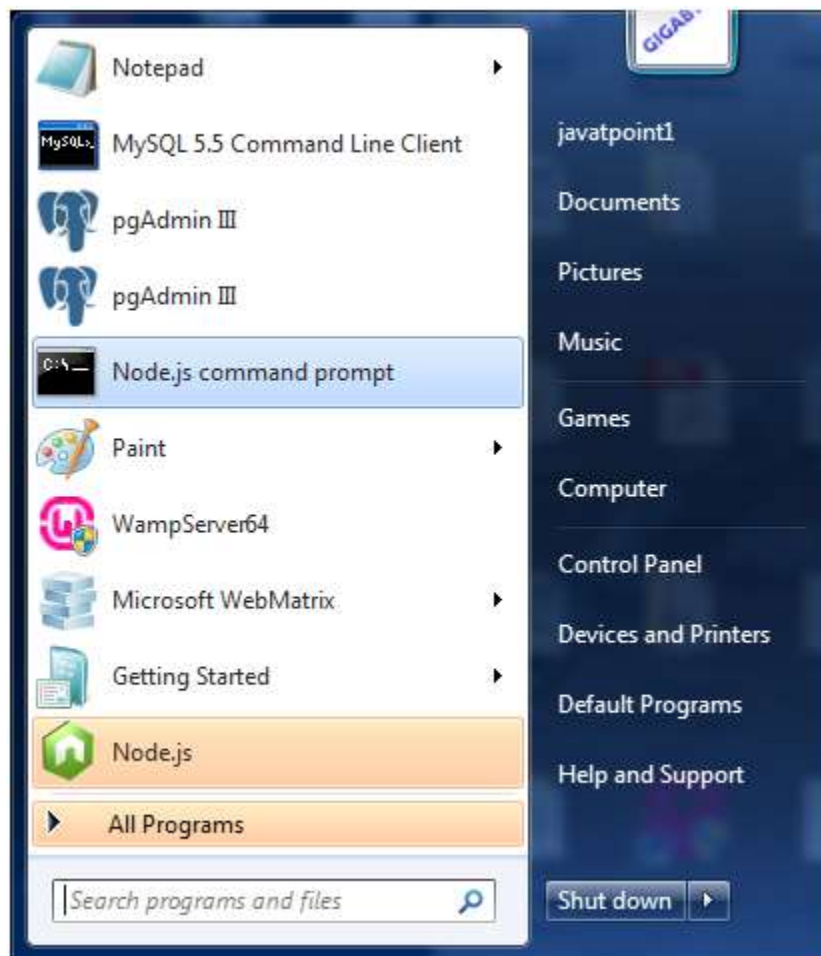 Notepad
MySQL 5.5 Command Line Client
pgAdmin III
pgAdmin III
Node.js command prompt
Paint
WampServer64
Microsoft WebMatrix
Getting Started
Node.js
All Programs
Search programs and files
javatpoint1
Documents
Pictures
Music
Games
Computer
Control Panel
Devices and Printers
Default Programs
Help and Support
Shut down
MySQL>
C:\_